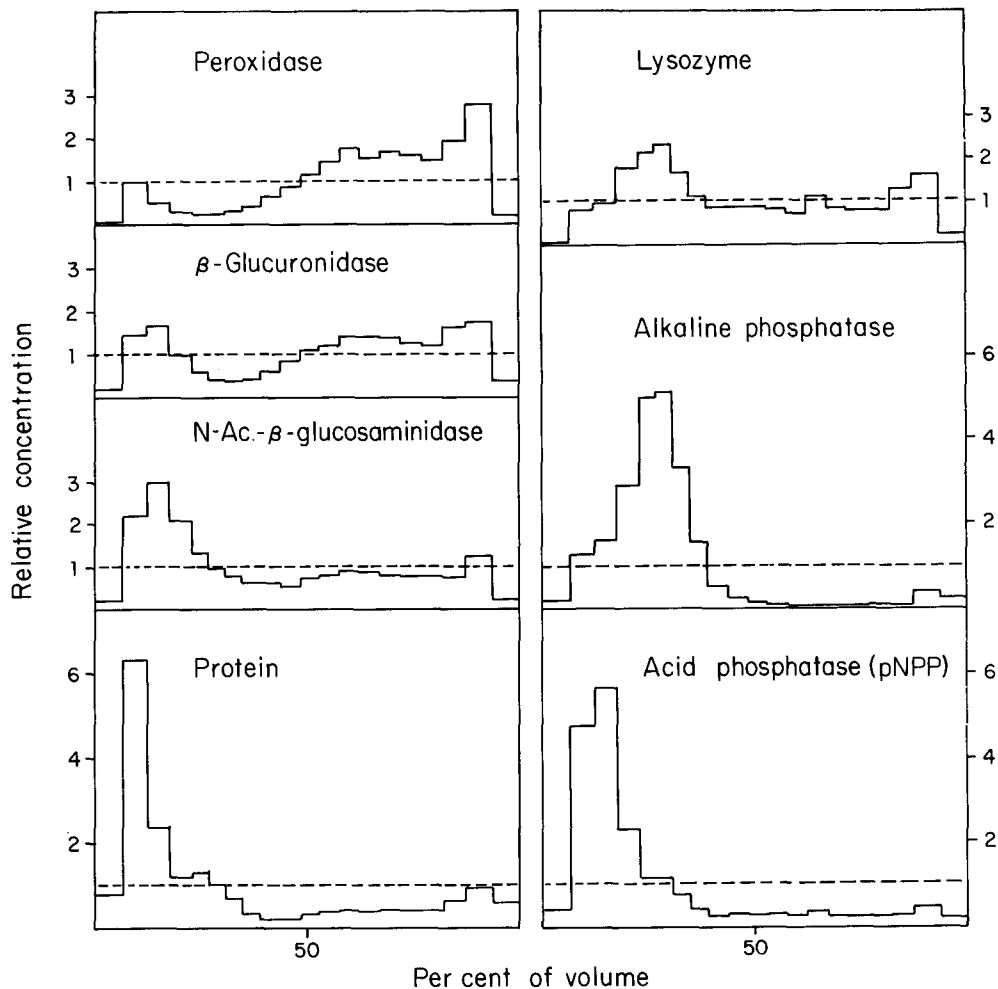 Peroxidase
3
2
1
β-Glucuronidase
3
2
1
N-Ac.-β-glucosaminidase
3
2
1
Protein
6
4
2
50
Relative concentration
Lysozyme
3
2
1
Alkaline phosphatase
6
4
2
Acid phosphatase (pNPP)
6
4
2
50
Per cent of volume